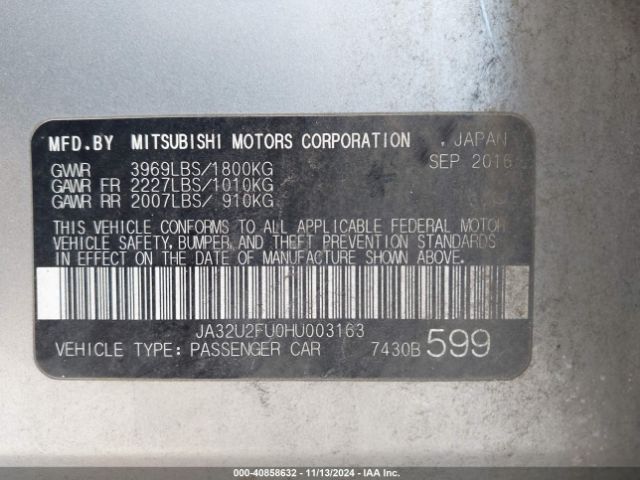 MFD.BY MITSUBISHI MOTORS CORPORATION , JAPAN
GWWR 3969LBS/1800KG SEP 2016
GAWR FR 2227LBS/1010KG
GAWR RR 2007LBS/ 910KG
THIS VEHICLE CONFORMS TO ALL APPLICABLE FEDERAL MOTOR
VEHICLE SAFETY, BUMPER, AND THEFT PREVENTION STANDARDS
IN EFFECT ON THE DATE OF MANUFACTURE SHOWN ABOVE.
JA32U2FU0HU003163
VEHICLE TYPE: PASSENGER CAR 7430B 599
000-40858632 - 11/13/2024 - IAA Inc.